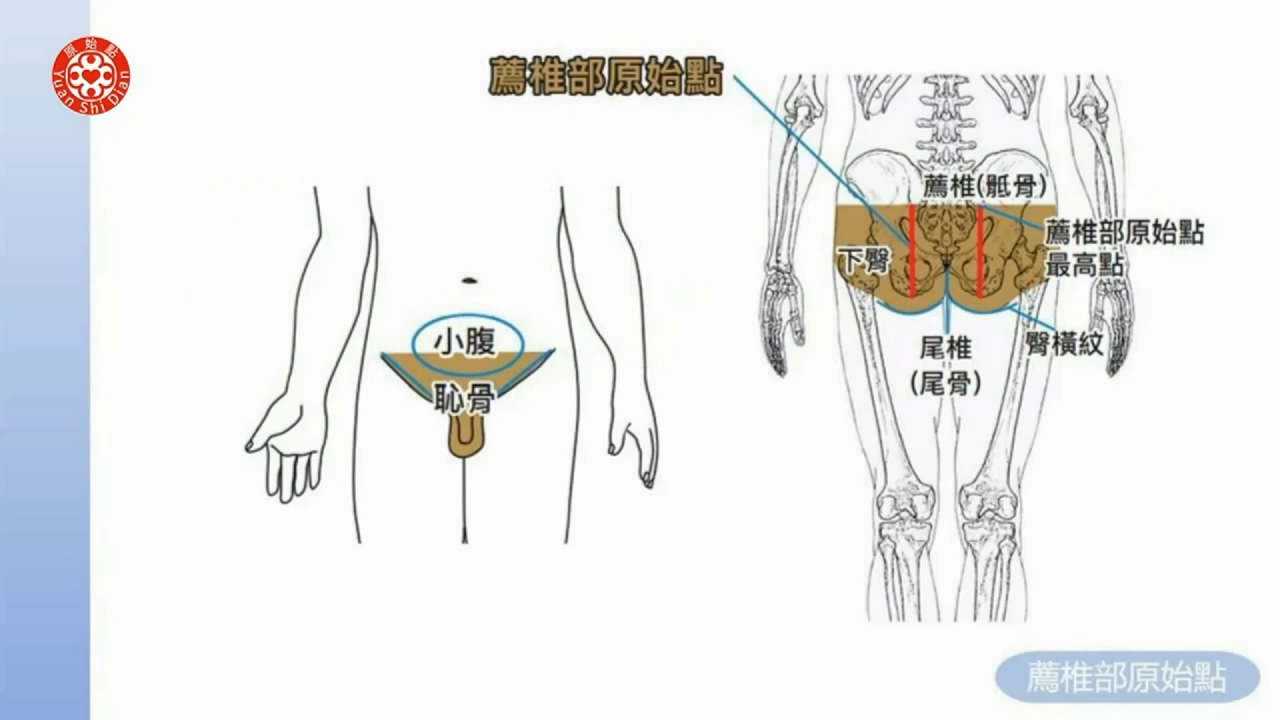 原始點
Yuan Shi Dian
薦椎部原始點
薦椎(骶骨)
薦椎部原始點
最高點
下臀
臀橫紋
尾椎
(尾骨)
小腹
恥骨
薦椎部原始點